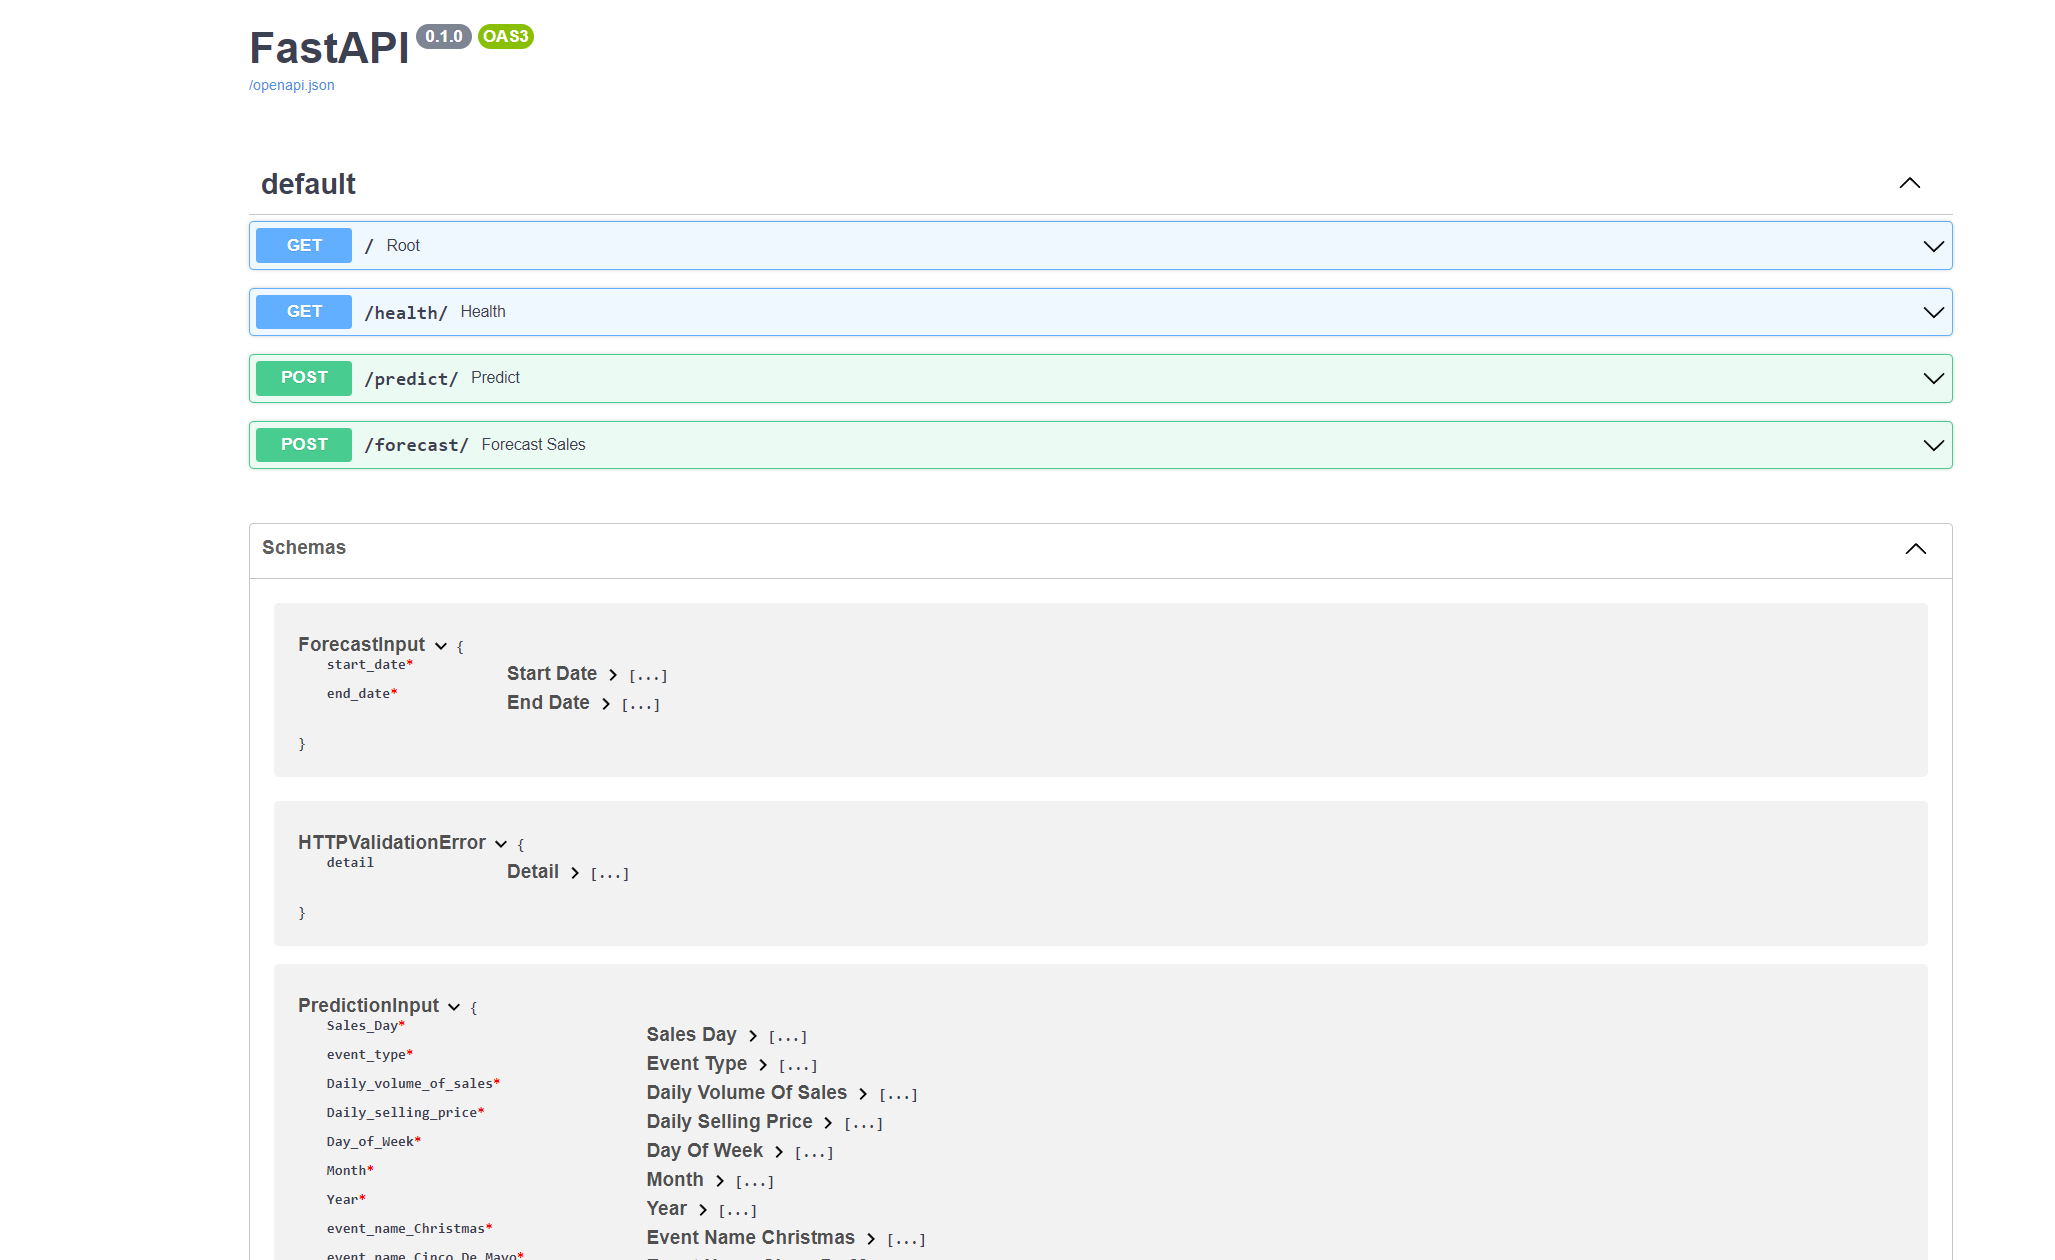 FastAPI 0.1.0 OAS3
/openapi.json
default
GET / Root
GET /health/ Health
POST /predict/ Predict
POST /forecast/ Forecast Sales
Schemas
ForecastInput {
start_date* Start Date [...]
end_date* End Date [...]
}
HTTPValidationError {
detail Detail [...]
}
PredictionInput {
Sales_Day* Sales Day [...]
event_type* Event Type [...]
Daily_volume_of_sales* Daily Volume Of Sales [...]
Daily_selling_price* Daily Selling Price [...]
Day_of_Week* Day Of Week [...]
Month* Month [...]
Year* Year [...]
event_name_Christmas* Event Name Christmas [...]
event_name_Cinco_De_Mayo*